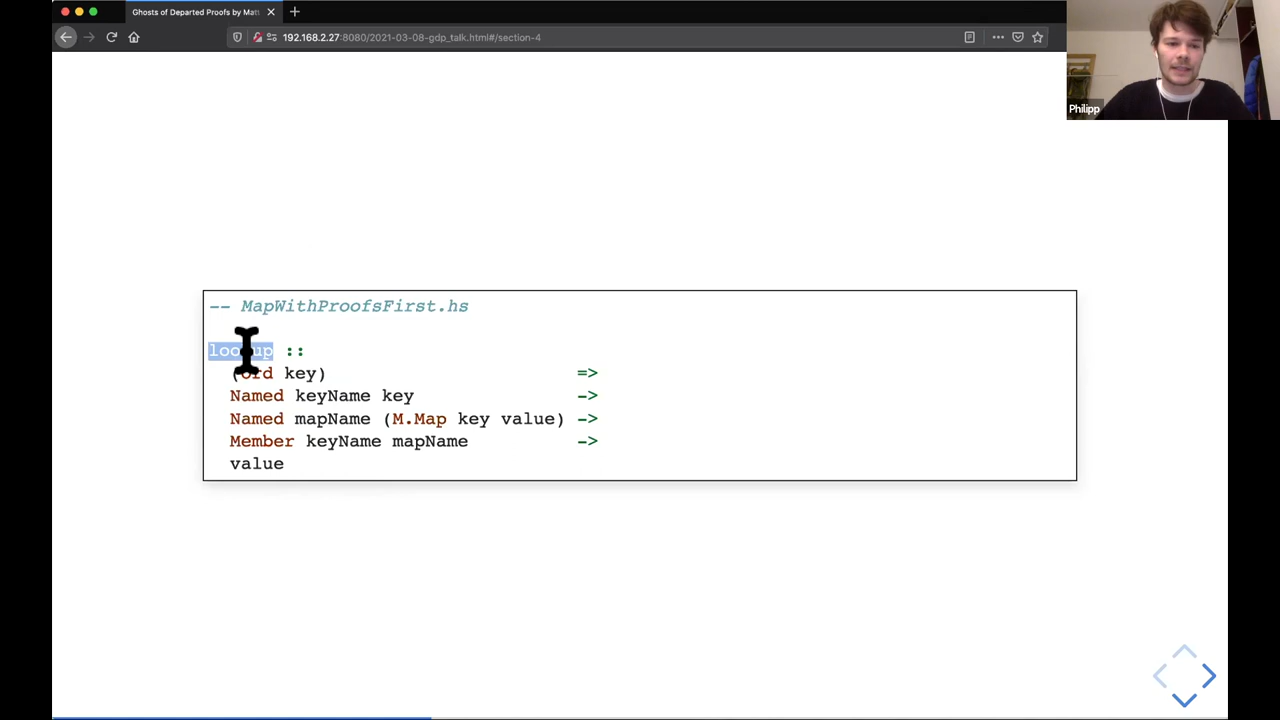 Ghosts of Departed Proofs by Mat
192.168.2.27:8080/2021-03-08-gdp_talk.html#/section-4
Philipp
-- MapWithProofsFirst.hs
lookup ::
(Ord key) =>
Named keyName key ->
Named mapName (M.Map key value) ->
Member keyName mapName ->
value